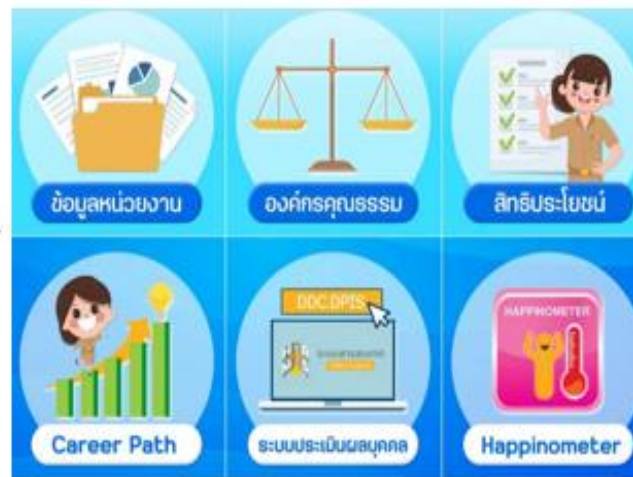 ข้อมูลหน่วยงาน
องค์กรคุณธรรม
สิทธิประโยชน์
DDC.DPIS
HAPPINOMETER
Career Path
ระบบประเมินผลบุคคล
Happinometer